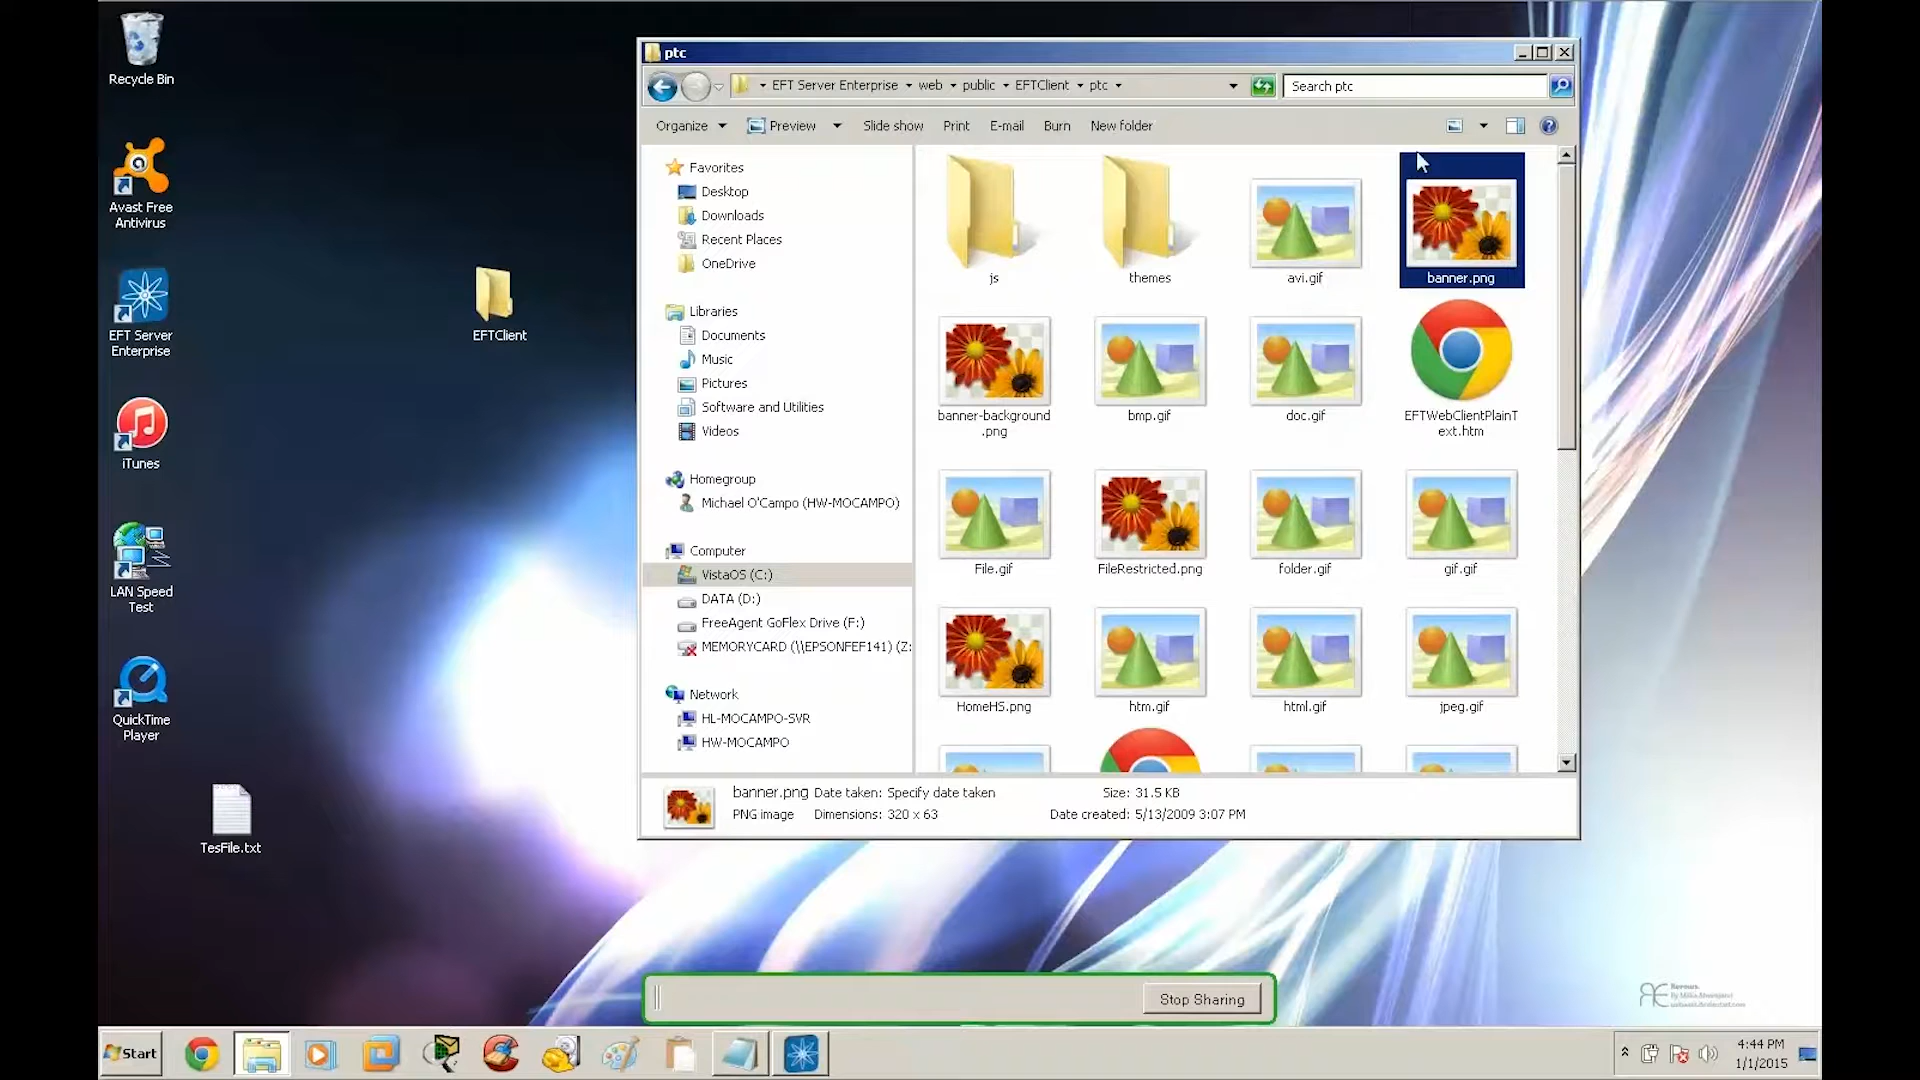 Recycle Bin
Avast Free
Antivirus
EFT Server
Enterprise
iTunes
LAN Speed
Test
QuickTime
Player
TesFile.txt
EFTClient
ptc
EFT Server Enterprise
web
public
EFTClient
ptc
Search ptc
Organize
Preview
Slide show
Print
E-mail
Burn
New folder
Favorites
Desktop
Downloads
Recent Places
OneDrive
Libraries
Documents
Music
Pictures
Software and Utilities
Videos
Homegroup
Michael O'Campo (HW-MOCAMPO)
Computer
VistaOS (C:)
DATA (D:)
FreeAgent GoFlex Drive (F:)
MEMORYCARD (\\EPSONFEF141) (Z:
Network
HL-MOCAMPO-SVR
HW-MOCAMPO
js
themes
avi.gif
banner.png
banner-background
.png
bmp.gif
doc.gif
EFTWebClientPlainT
ext.htm
File.gif
FileRestricted.png
folder.gif
gif.gif
HomeHS.png
htm.gif
html.gif
jpeg.gif
banner.png Date taken: Specify date taken Size: 31.5 KB
PNG image Dimensions: 320 x 63 Date created: 5/13/2009 3:07 PM
Stop Sharing
Start
4:44 PM
1/1/2015